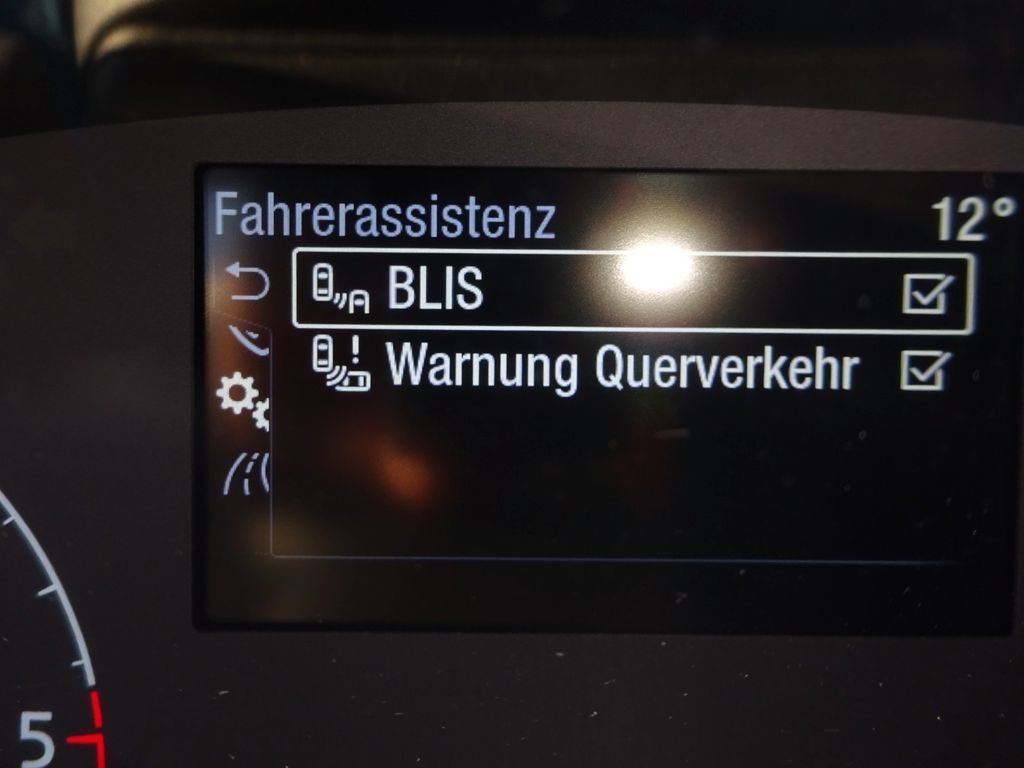 Fahrerassistenz 12°
BLIS
Warnung Querverkehr
5